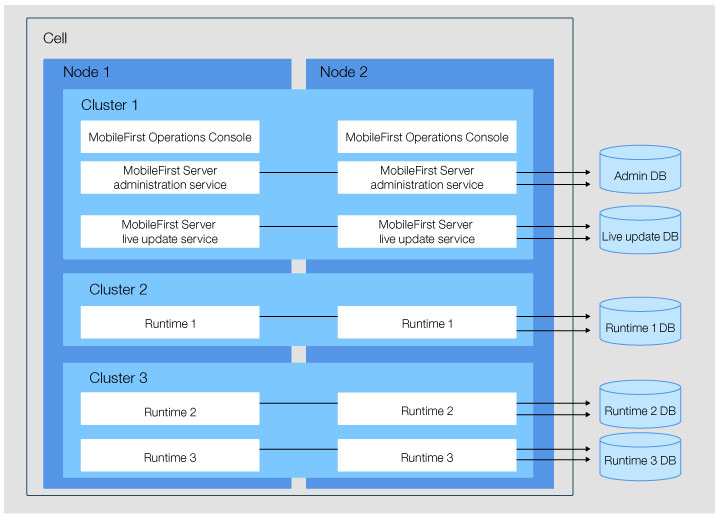 Cell
Node 1
Node 2
Cluster 1
MobileFirst Operations Console
MobileFirst Operations Console
MobileFirst Server
administration service
MobileFirst Server
administration service
Admin DB
MobileFirst Server
live update service
MobileFirst Server
live update service
Live update DB
Cluster 2
Runtime 1
Runtime 1
Runtime 1 DB
Cluster 3
Runtime 2
Runtime 2
Runtime 2 DB
Runtime 3
Runtime 3
Runtime 3 DB